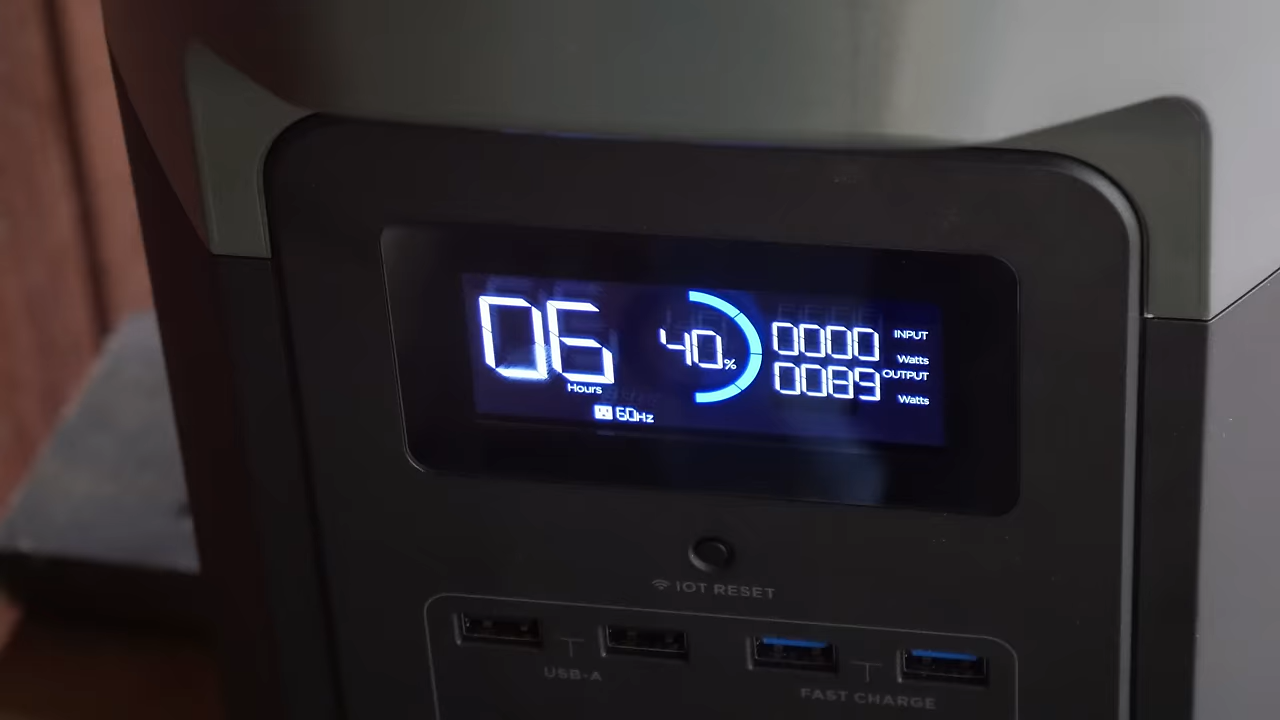 06 Hours
60Hz
40%
0000 INPUT Watts
0089 OUTPUT Watts
IOT RESET
USB-A
FAST CHARGE